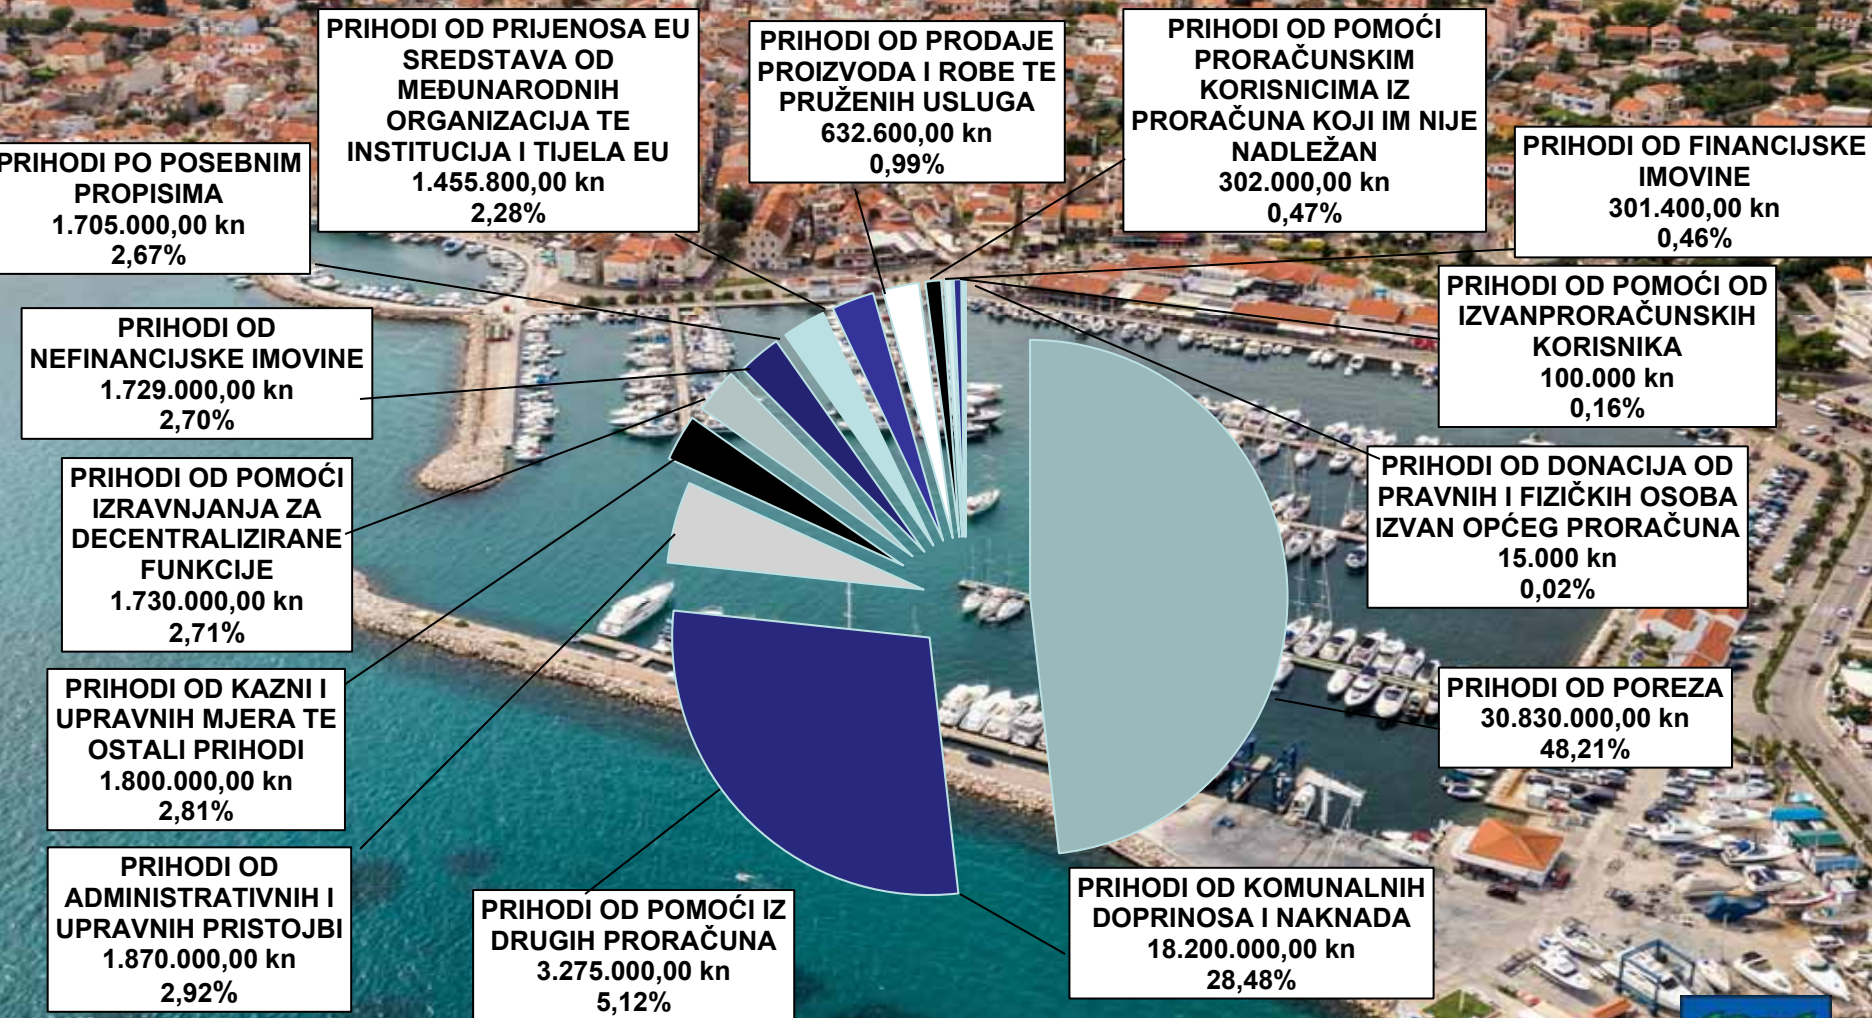 PRIHODI OD PRIJENOSA EU
SREDSTAVA OD
MEĐUNARODNIH
ORGANIZACIJA TE
INSTITUCIJA I TIJELA EU
1.455.800,00 kn
2,28%
PRIHODI OD PRODAJE
PROIZVODA I ROBE TE
PRUŽENIH USLUGA
632.600,00 kn
0,99%
PRIHODI OD POMOĆI
PRORAČUNSKIM
KORISNICIMA IZ
PRORAČUNA KOJI IM NIJE
NADLEŽAN
302.000,00 kn
0,47%
PRIHODI OD FINANCIJSKE
IMOVINE
301.400,00 kn
0,46%
PRIHODI PO POSEBNIM
PROPISIMA
1.705.000,00 kn
2,67%
PRIHODI OD POMOĆI OD
IZVANPRORAČUNSKIH
KORISNIKA
100.000 kn
0,16%
PRIHODI OD
NEFINANCIJSKE IMOVINE
1.729.000,00 kn
2,70%
PRIHODI OD DONACIJA OD
PRAVNIH I FIZIČKIH OSOBA
IZVAN OPĆEG PRORAČUNA
15.000 kn
0,02%
PRIHODI OD POMOĆI
IZRAVNJANJA ZA
DECENTRALIZIRANE
FUNKCIJE
1.730.000,00 kn
2,71%
PRIHODI OD POREZA
30.830.000,00 kn
48,21%
PRIHODI OD KAZNI I
UPRAVNIH MJERA TE
OSTALI PRIHODI
1.800.000,00 kn
2,81%
PRIHODI OD
ADMINISTRATIVNIH I
UPRAVNIH PRISTOJBI
1.870.000,00 kn
2,92%
PRIHODI OD POMOĆI IZ
DRUGIH PRORAČUNA
3.275.000,00 kn
5,12%
PRIHODI OD KOMUNALNIH
DOPRINOSA I NAKNADA
18.200.000,00 kn
28,48%